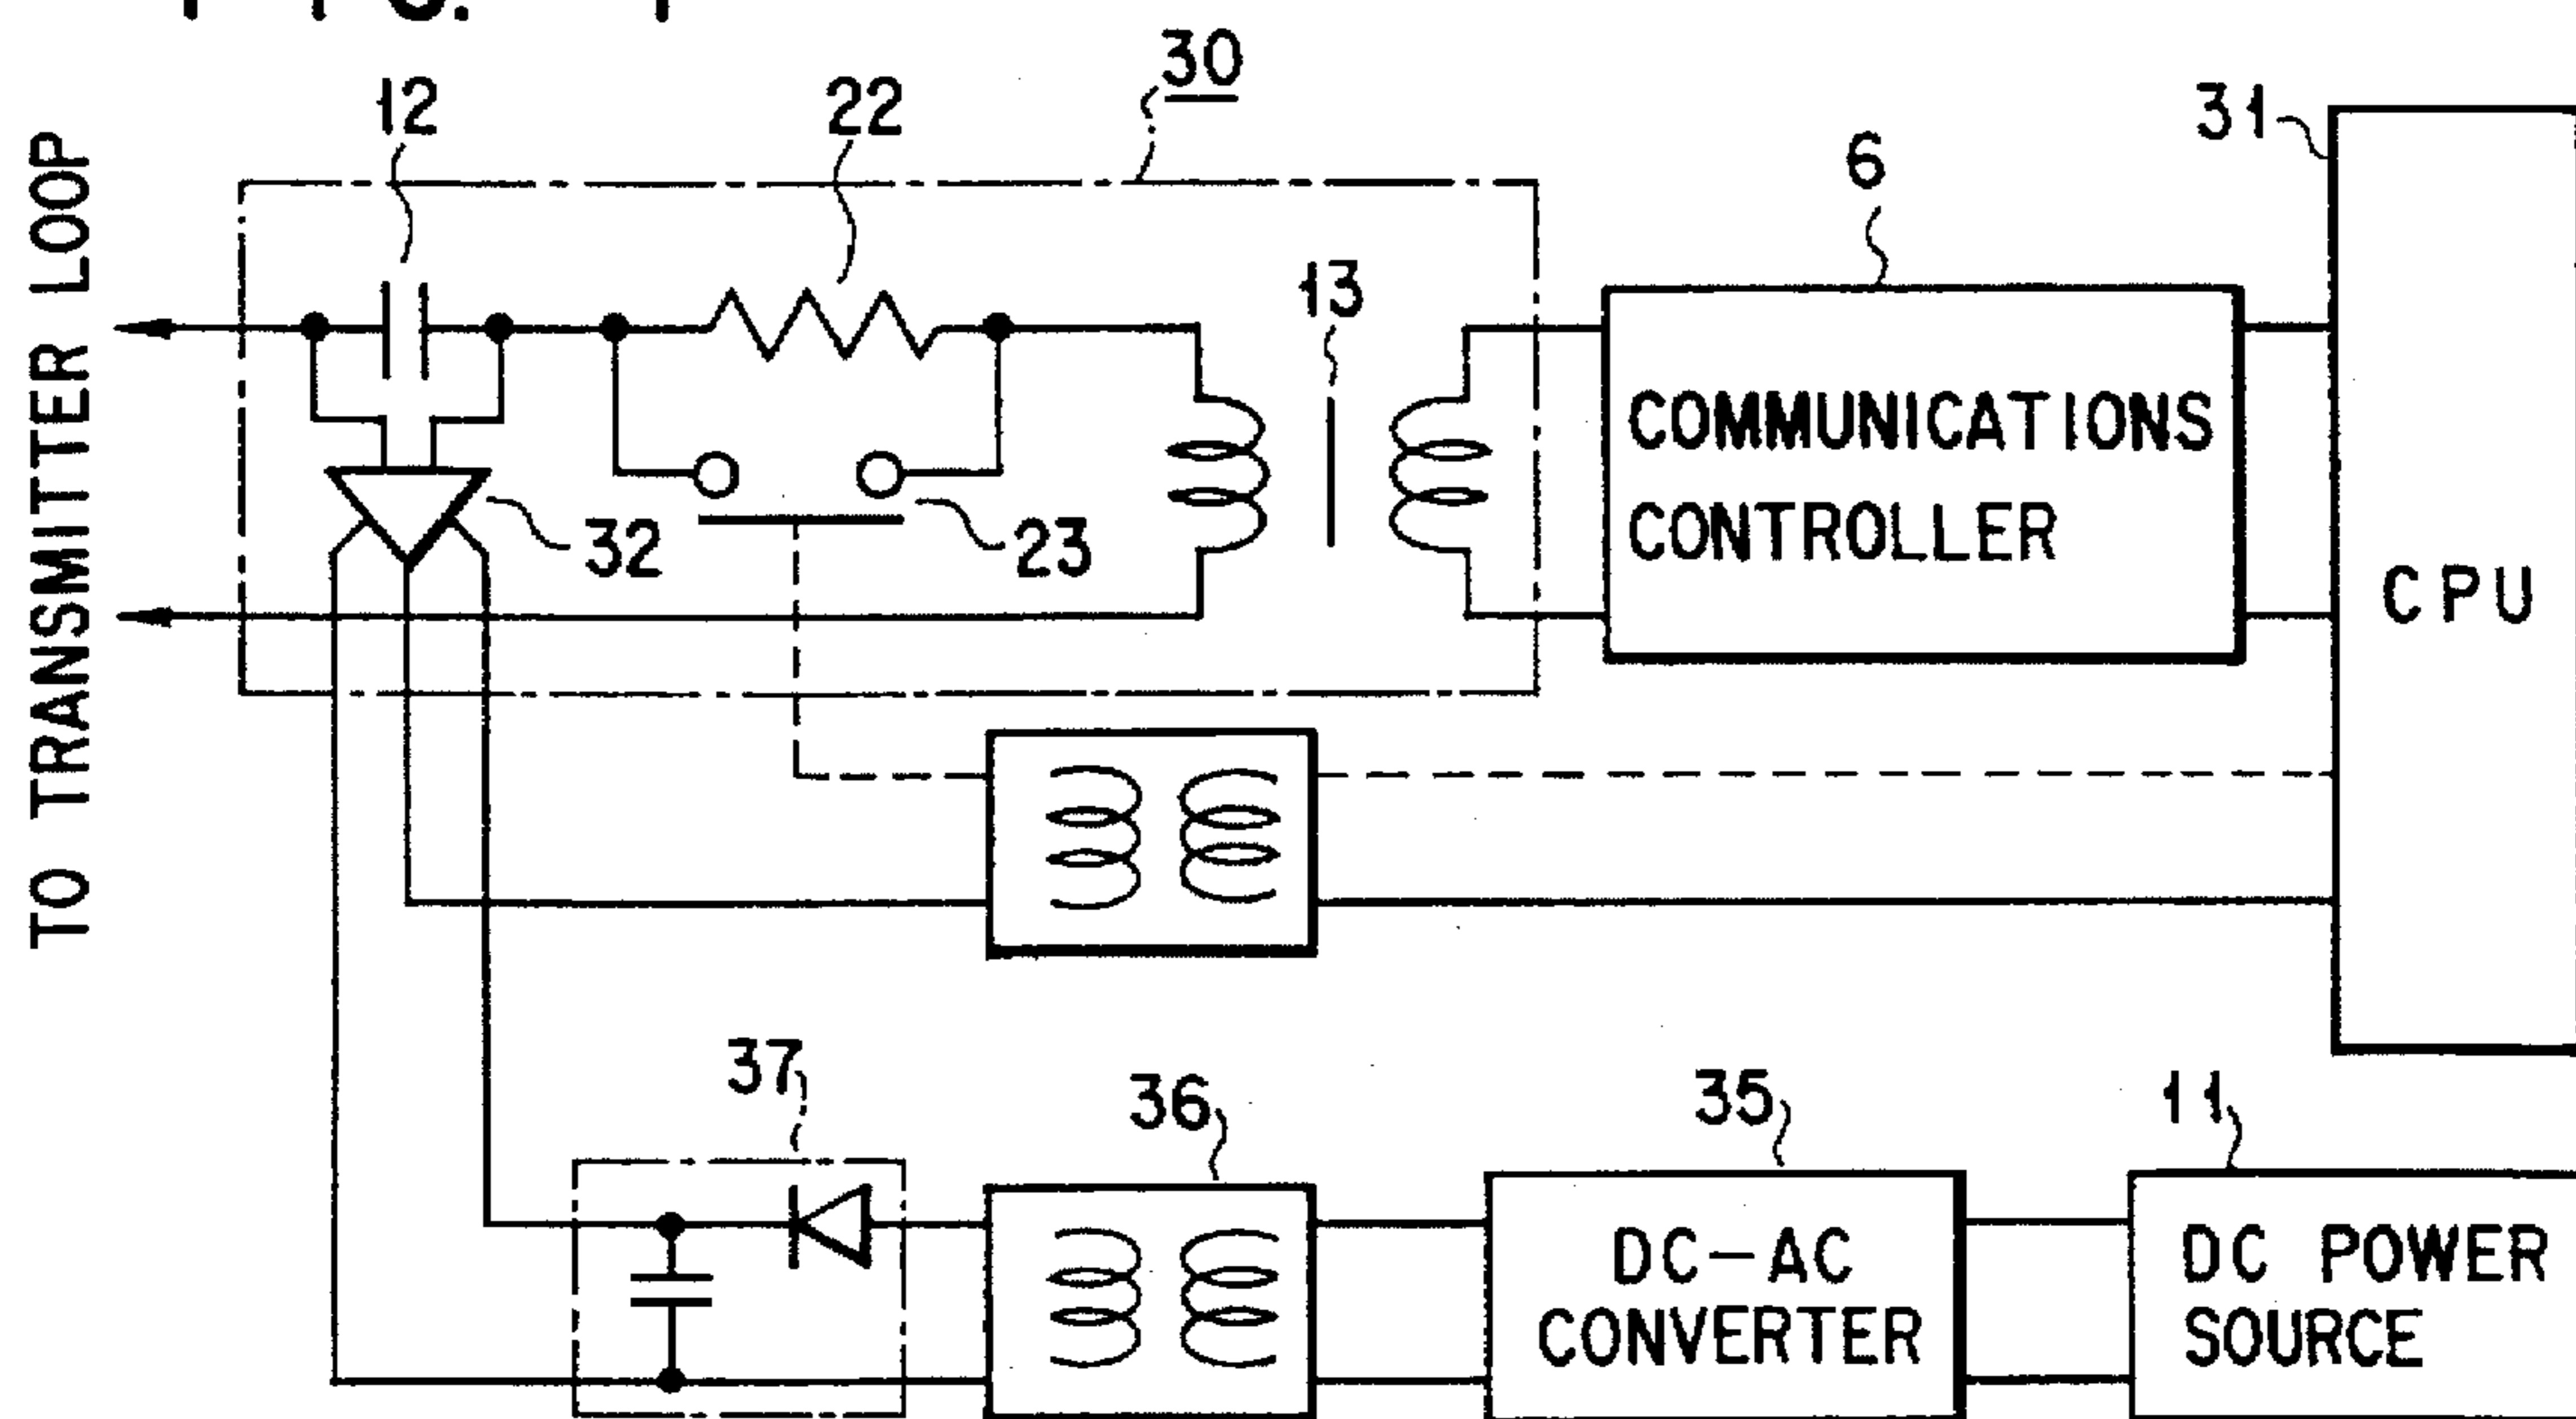 12
22
30
31
6
13
TO TRANSMITTER LOOP
COMMUNICATIONS
CONTROLLER
CPU
32
23
37
36
35
11
DC-AC
CONVERTER
DC POWER
SOURCE